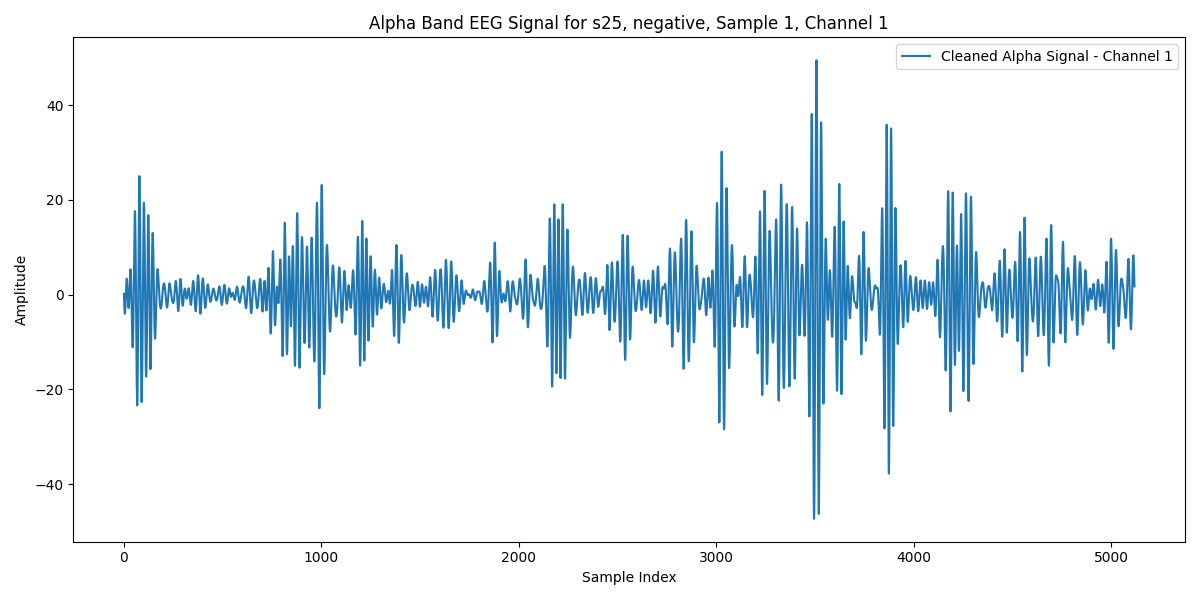 Alpha Band EEG Signal for s25, negative, Sample 1, Channel 1
Cleaned Alpha Signal - Channel 1
Amplitude
40
20
0
−20
−40
0 1000 2000 3000 4000 5000
Sample Index